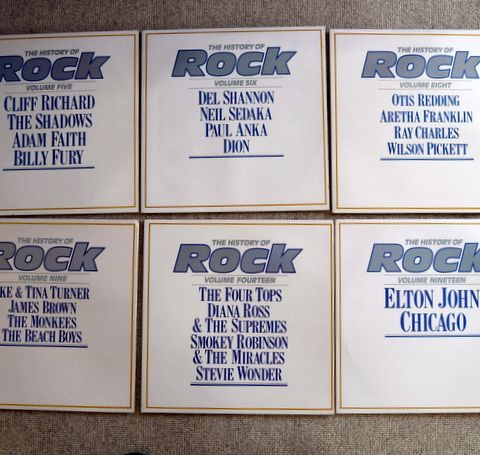 THE HISTORY OF
ROCK
VOLUME FIVE
CLIFF RICHARD
THE SHADOWS
ADAM FAITH
BILLY FURY
THE HISTORY OF
ROCK
VOLUME SIX
DEL SHANNON
NEIL SEDAKA
PAUL ANKA
DION
THE HISTORY OF
ROCK
VOLUME EIGHT
OTIS REDDING
ARETHA FRANKLIN
RAY CHARLES
WILSON PICKETT
THE HISTORY OF
ROCK
VOLUME NINE
KE & TINA TURNER
JAMES BROWN
THE MONKEES
THE BEACH BOYS
THE HISTORY OF
ROCK
VOLUME FOURTEEN
THE FOUR TOPS
DIANA ROSS
& THE SUPREMES
SMOKEY ROBINSON
& THE MIRACLES
STEVIE WONDER
THE HISTORY OF
ROCK
VOLUME NINETEEN
ELTON JOHN
CHICAGO